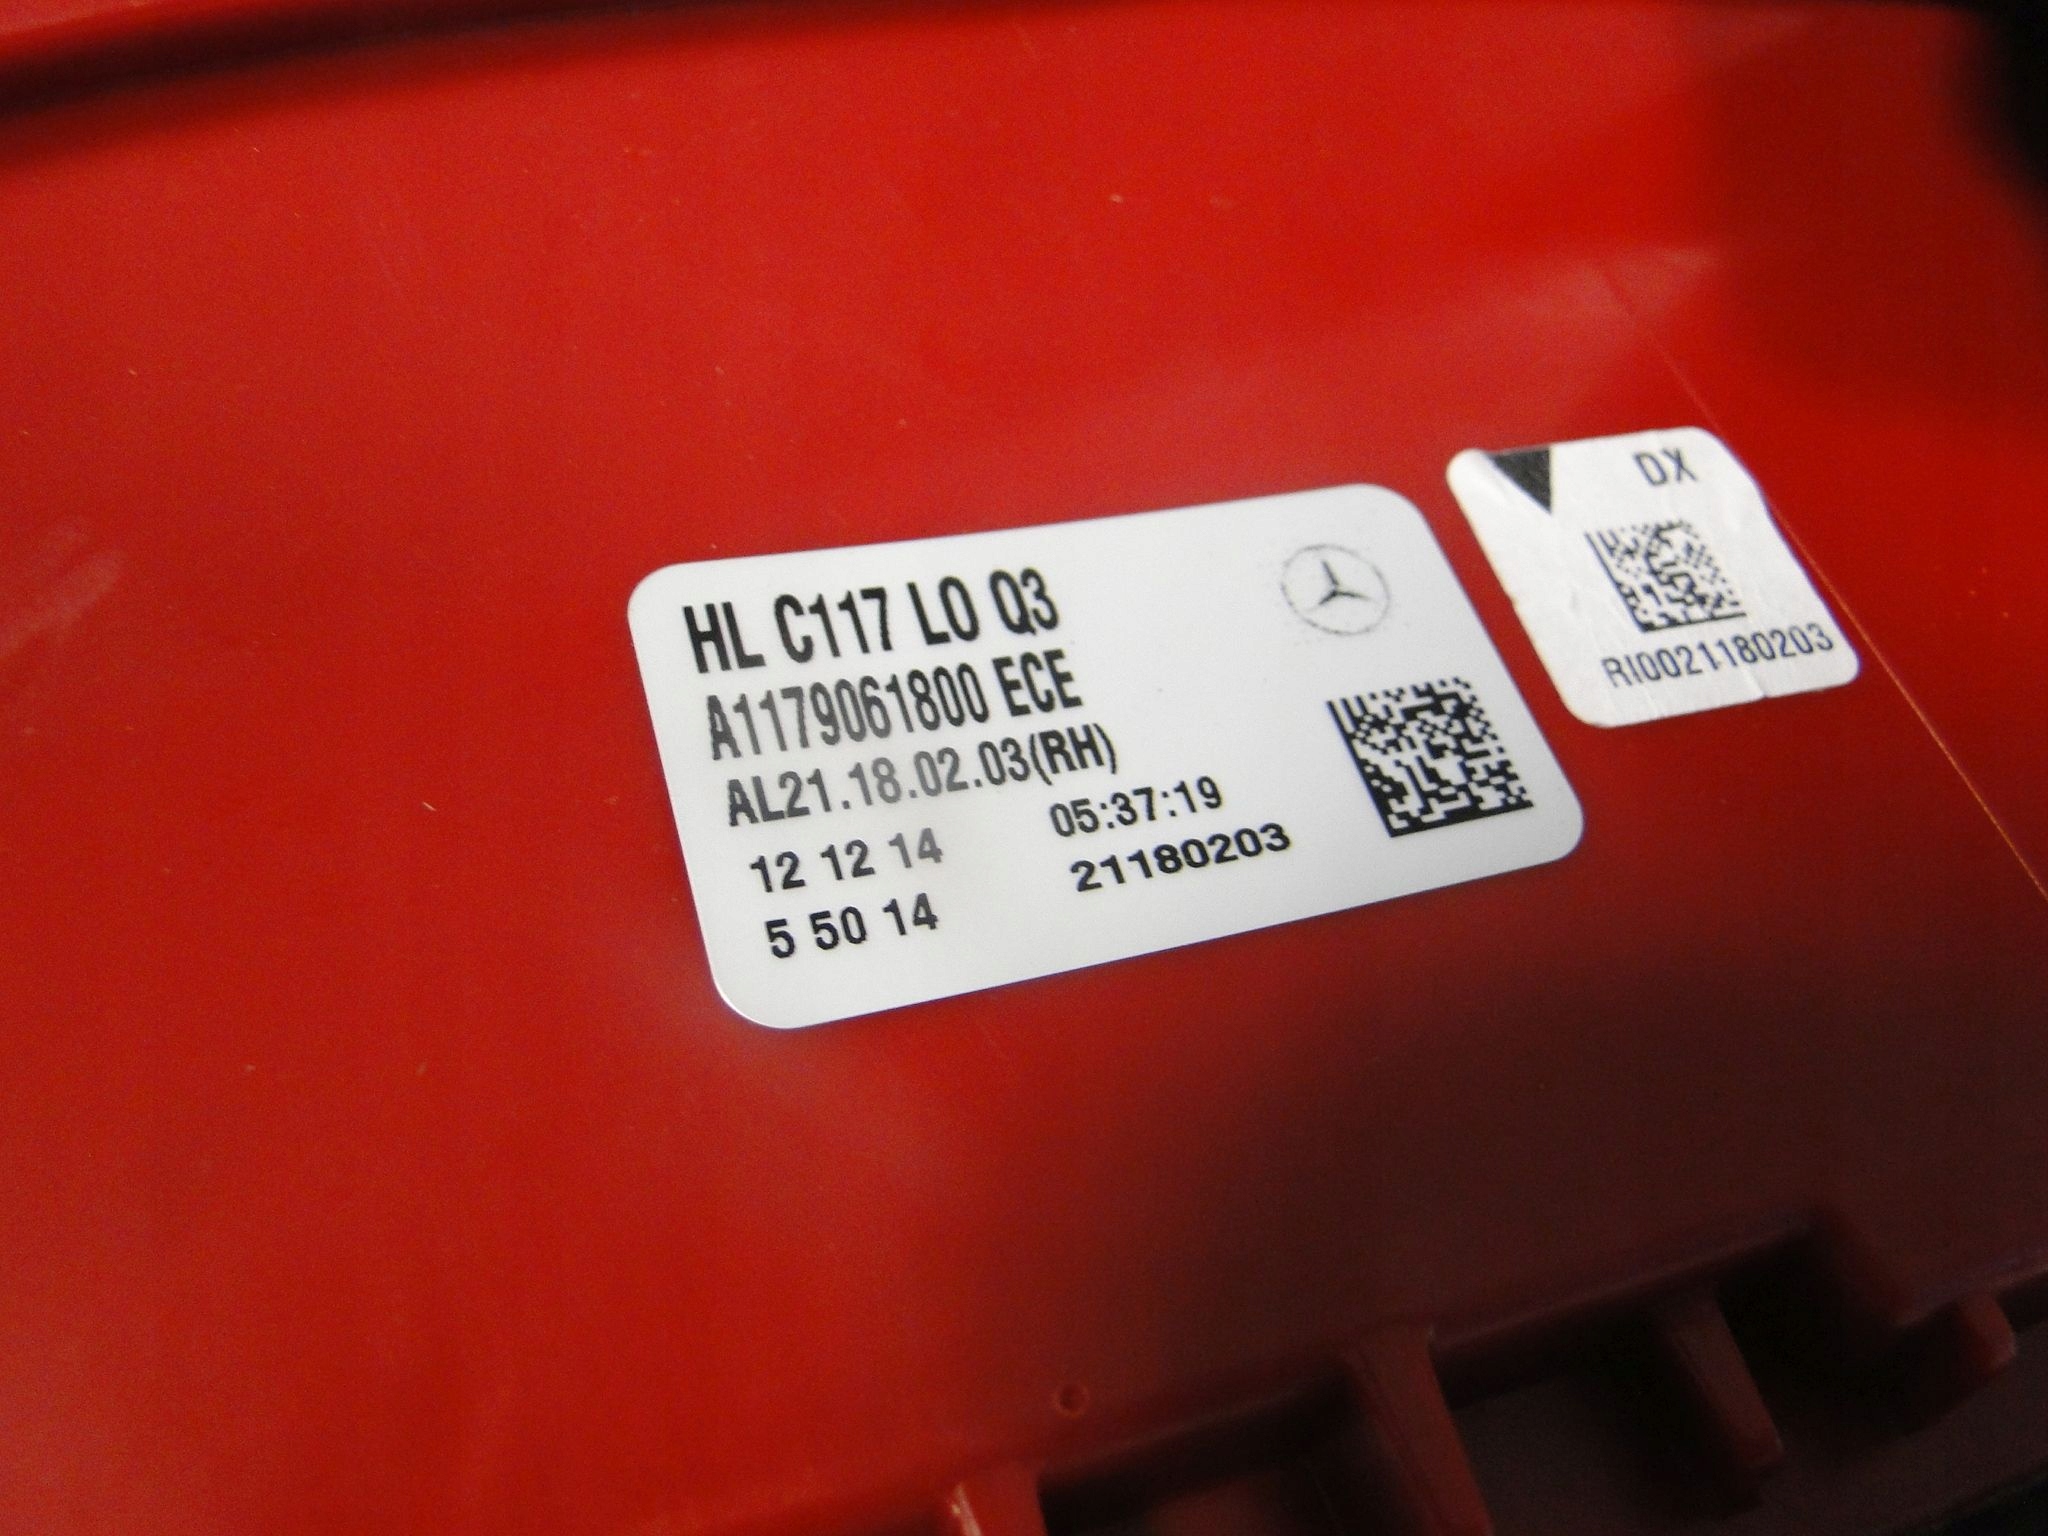 HL C117 LO Q3
A1179061800 ECE
AL21.18.02.03(RH)
12 12 14 05:37:19
5 50 14 21180203
DX
RI0021180203